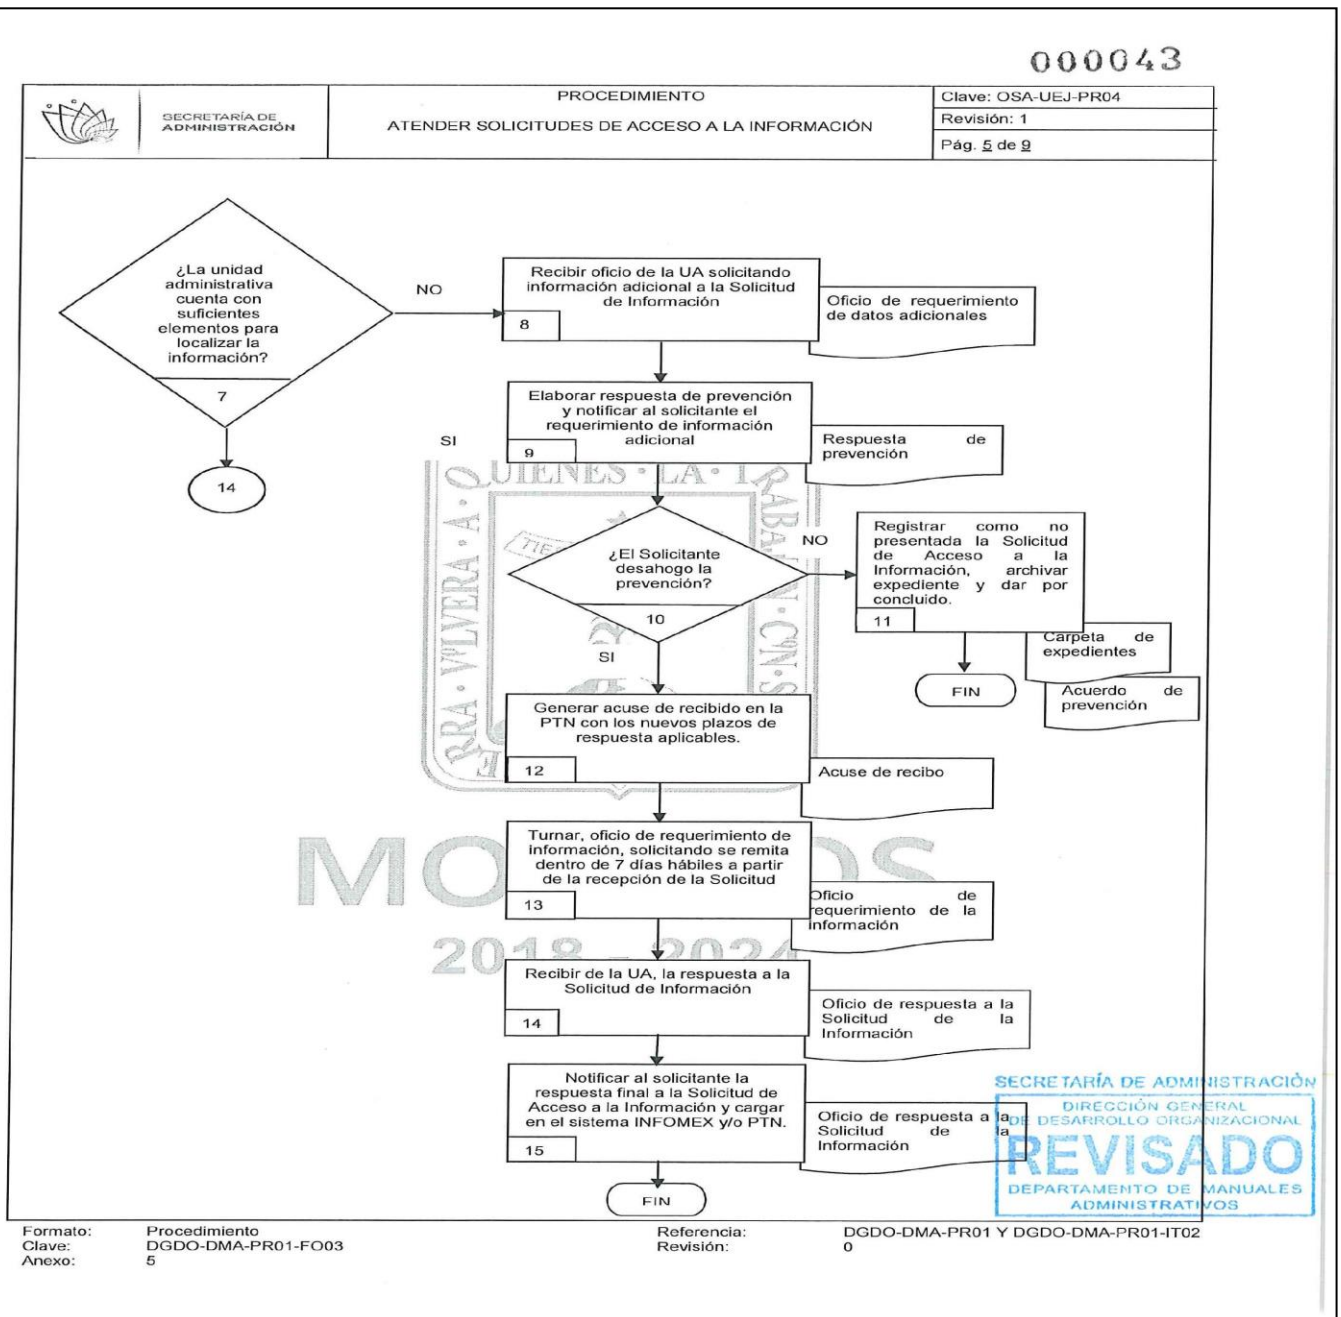 000043
SECRETARÍA DE
ADMINISTRACIÓN
PROCEDIMIENTO
ATENDER SOLICITUDES DE ACCESO A LA INFORMACIÓN
Clave: OSA-UEJ-PR04
Revisión: 1
Pág. 5 de 9
¿La unidad
administrativa
cuenta con
suficientes
elementos para
localizar la
información?
7
NO
14
SI
Recibir oficio de la UA solicitando
información adicional a la Solicitud
de Información
8
Oficio de requerimiento
de datos adicionales
Elaborar respuesta de prevención
y notificar al solicitante el
requerimiento de información
adicional
9
Respuesta de
prevención
¿El Solicitante
desahogo la
prevención?
10
NO
Registrar como no
presentada la Solicitud
de Acceso a la
Información, archivar
expediente y dar por
concluido.
11
Carpeta de
expedientes
Acuerdo de
prevención
FIN
SI
Generar acuse de recibido en la
PTN con los nuevos plazos de
respuesta aplicables.
12
Acuse de recibo
Turnar, oficio de requerimiento de
información, solicitando se remita
dentro de 7 días hábiles a partir
de la recepción de la Solicitud
13
Oficio de
requerimiento de la
información
Recibir de la UA, la respuesta a la
Solicitud de Información
14
Oficio de respuesta a la
Solicitud de la
Información
Notificar al solicitante la
respuesta final a la Solicitud de
Acceso a la Información y cargar
en el sistema INFOMEX y/o PTN.
15
Oficio de respuesta a la
Solicitud de la
Información
FIN
QUIENES · LA · TRABAJAN · CON · S
ERRA · VOLVERA · A ·
TIE
MO OS
2018 - 2024
SECRETARÍA DE ADMINISTRACIÓN
DIRECCIÓN GENERAL
DE DESARROLLO ORGANIZACIONAL
REVISADO
DEPARTAMENTO DE MANUALES
ADMINISTRATIVOS
Formato: Procedimiento
Clave: DGDO-DMA-PR01-FO03
Anexo: 5
Referencia: DGDO-DMA-PR01 Y DGDO-DMA-PR01-IT02
Revisión: 0